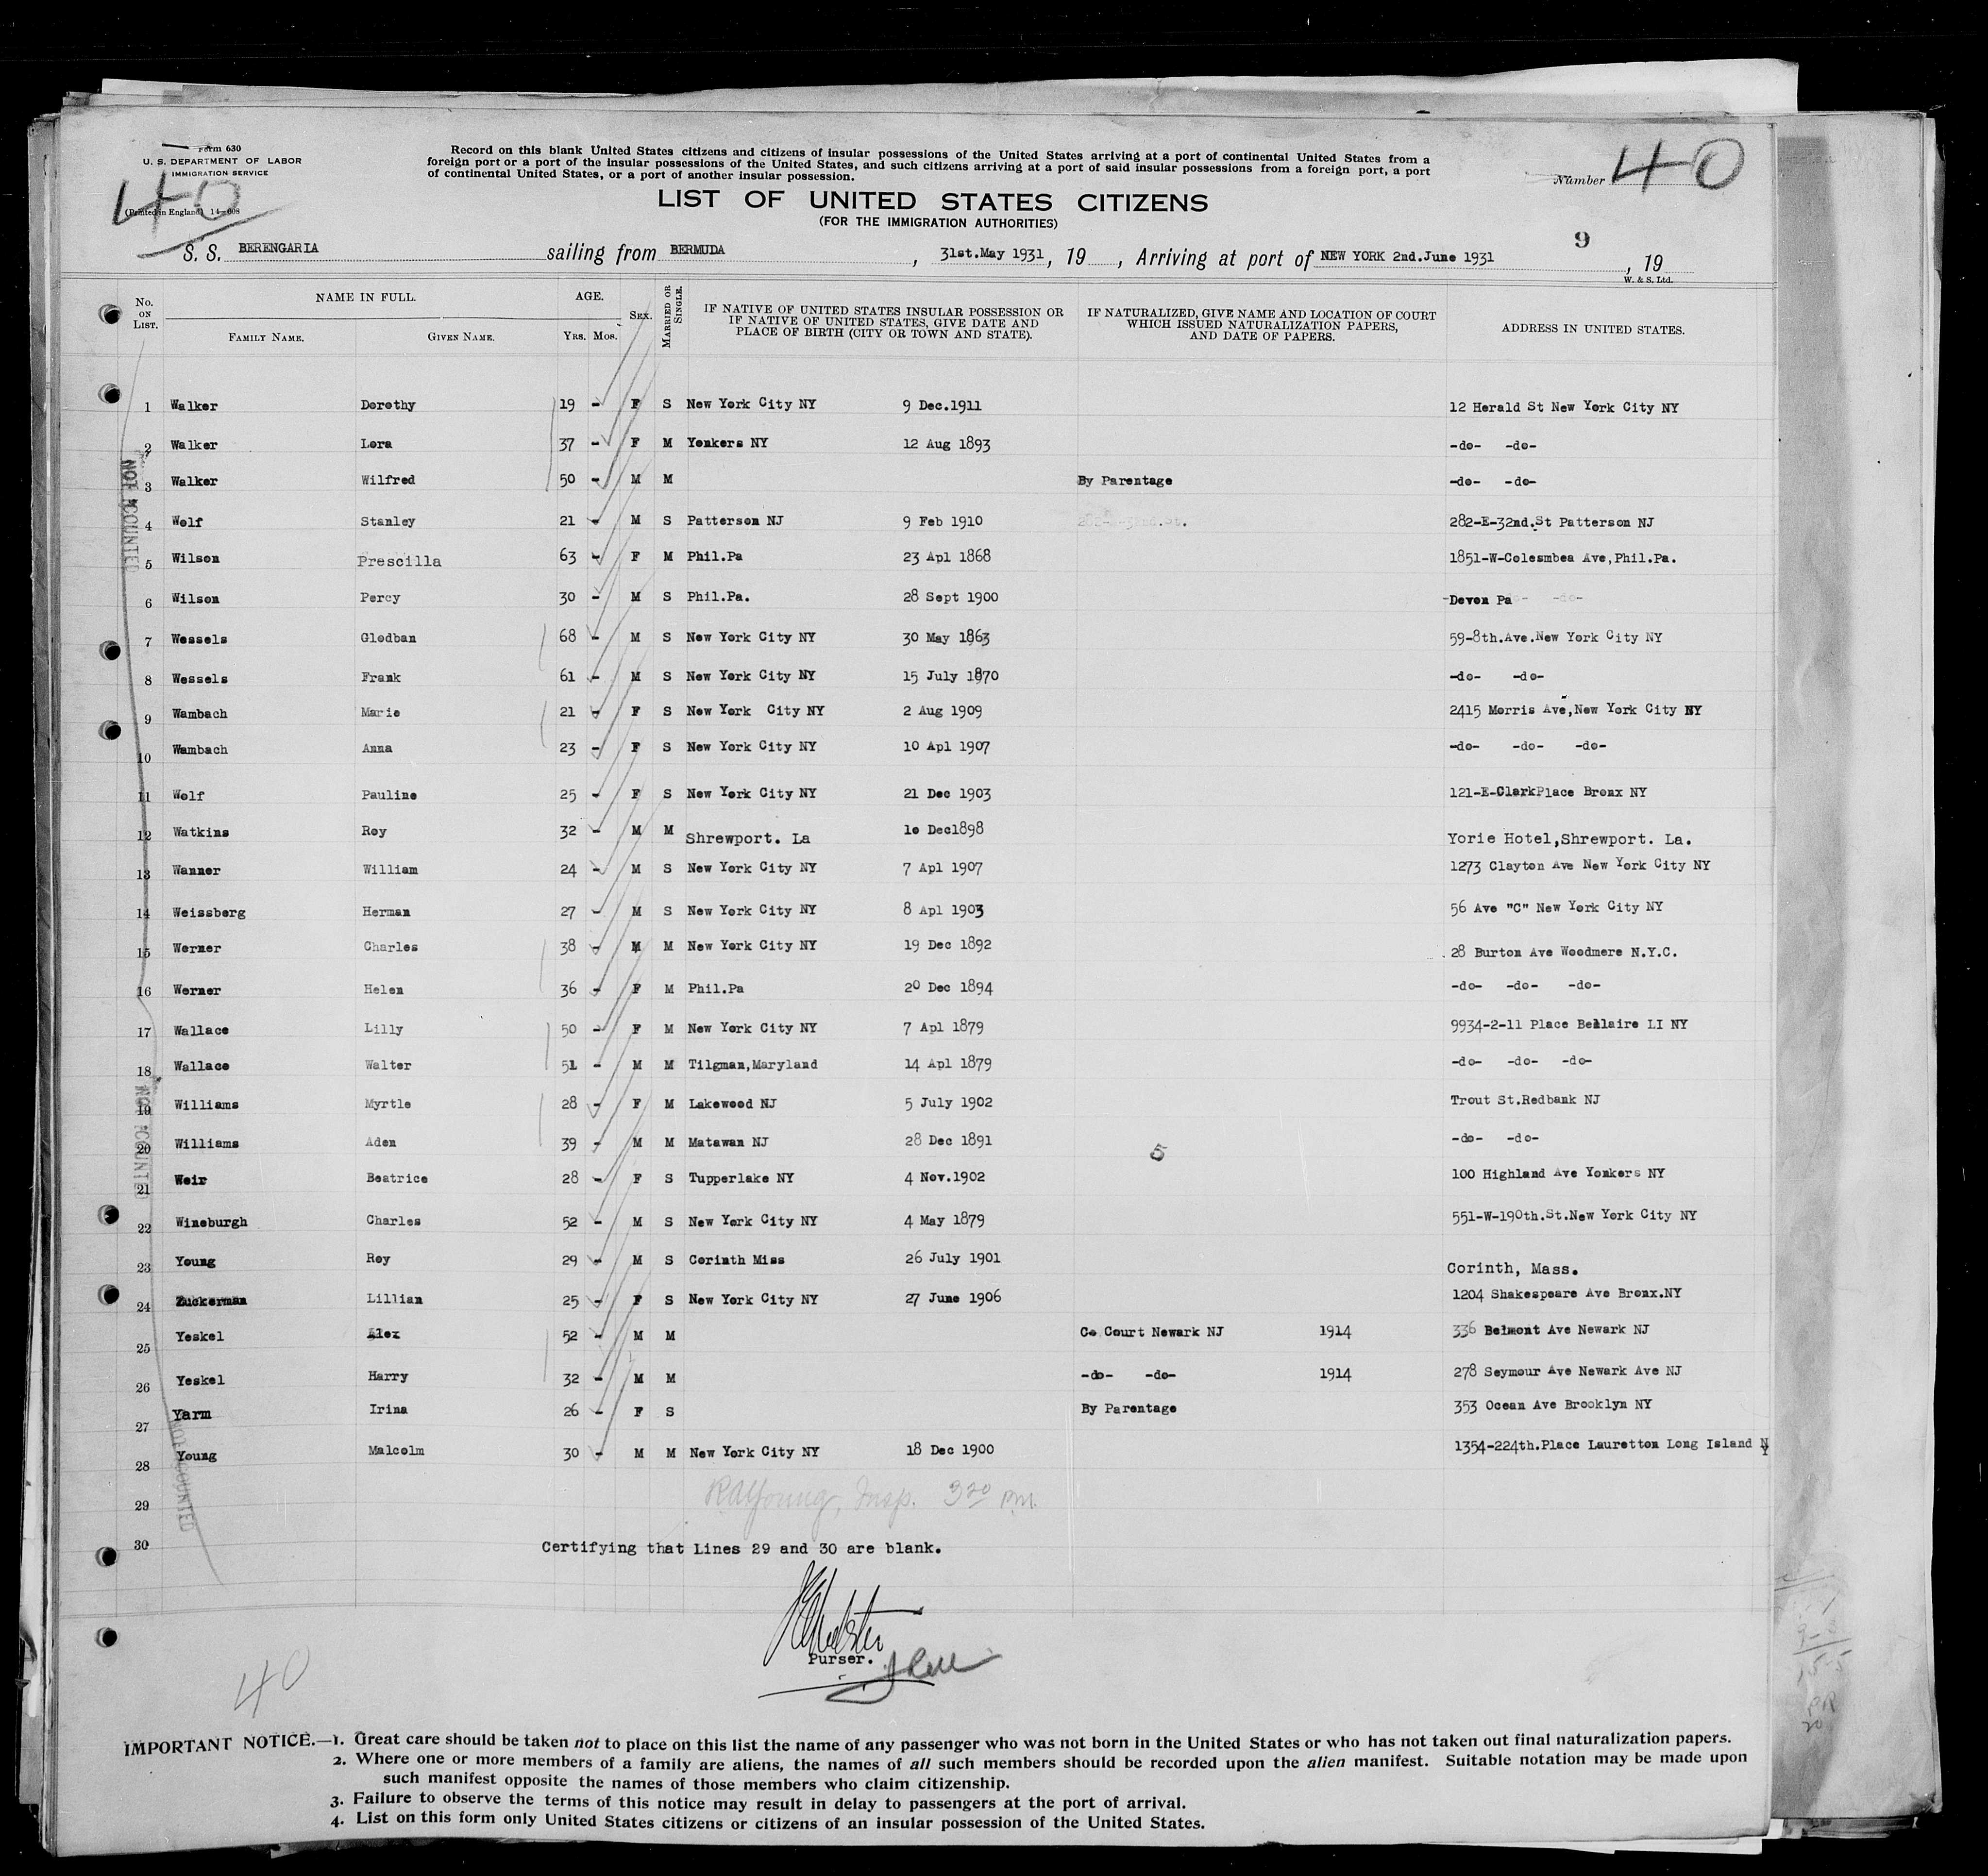 Form 630
U. S. DEPARTMENT OF LABOR
IMMIGRATION SERVICE
40
(Printed in England) 14-608
Record on this blank United States citizens and citizens of insular possessions of the United States arriving at a port of continental United States from a
foreign port or a port of the insular possessions of the United States, and such citizens arriving at a port of said insular possessions from a foreign port, a port
of continental United States, or a port of another insular possession.
Number 40
LIST OF UNITED STATES CITIZENS
(FOR THE IMMIGRATION AUTHORITIES)
9
S. S. BERENGARIA sailing from BERMUDA, 31st.May 1931, 19 , Arriving at port of NEW YORK 2nd.June 1931, 19
W. & S. Ltd.
No. ON LIST. NAME IN FULL. FAMILY NAME. GIVEN NAME. AGE. YRS. MOS. SEX. MARRIED OR SINGLE. IF NATIVE OF UNITED STATES INSULAR POSSESSION OR IF NATIVE OF UNITED STATES, GIVE DATE AND PLACE OF BIRTH (CITY OR TOWN AND STATE). IF NATURALIZED, GIVE NAME AND LOCATION OF COURT WHICH ISSUED NATURALIZATION PAPERS, AND DATE OF PAPERS. ADDRESS IN UNITED STATES.
1 Walker Dorothy 19 - F S New York City NY 9 Dec.1911 12 Herald St New York City NY
2 Walker Lora 37 - F M Yonkers NY 12 Aug 1893 -do- -do-
3 Walker Wilfred 50 - M M By Parentage -do- -do-
4 Wolf Stanley 21 - M S Patterson NJ 9 Feb 1910 282-E-32nd.St Patterson NJ
5 Wilson Prescilla 63 - F M Phil.Pa 23 Apl 1868 1851-W-Colesmbea Ave,Phil.Pa.
6 Wilson Percy 30 - M S Phil.Pa. 28 Sept 1900 -Devon Pa
7 Wessels Glodban 68 - M S New York City NY 30 May 1863 59-8th.Ave.New York City NY
8 Wessels Frank 61 - M S New York City NY 15 July 1870 -do- -do-
9 Wambach Marie 21 - F S New York City NY 2 Aug 1909 2415 Morris Ave,New York City NY
10 Wambach Anna 23 - F S New York City NY 10 Apl 1907 -do- -do- -do-
11 Wolf Pauline 25 - F S New York City NY 21 Dec 1903 121-E-ClarkPlace Bronx NY
12 Watkins Roy 32 - M M Shrewport. La 10 Dec1898 Yorie Hotel,Shrewport. La.
13 Wanner William 24 - M S New York City NY 7 Apl 1907 1273 Clayton Ave New York City NY
14 Weissberg Herman 27 - M S New York City NY 8 Apl 1903 56 Ave "C" New York City NY
15 Werner Charles 38 - M M New York City NY 19 Dec 1892 28 Burton Ave Woodmere N.Y.C.
16 Werner Helen 36 - F M Phil.Pa 20 Dec 1894 -do- -do- -do-
17 Wallace Lilly 50 - F M New York City NY 7 Apl 1879 9934-2-11 Place Bellaire LI NY
18 Wallace Walter 51 - M M Tilgman,Maryland 14 Apl 1879 -do- -do- -do-
19 Williams Myrtle 28 - F M Lakewood NJ 5 July 1902 Trout St.Redbank NJ
20 Williams Aden 39 - M M Matawan NJ 28 Dec 1891 5 -do- -do-
21 Weir Beatrice 28 - F S Tupperlake NY 4 Nov.1902 100 Highland Ave Yonkers NY
22 Wineburgh Charles 52 - M S New York City NY 4 May 1879 551-W-190th.St.New York City NY
23 Young Roy 29 - M S Corinth Miss 26 July 1901 Corinth, Mass.
24 Zuckerman Lillian 25 - F S New York City NY 27 June 1906 1204 Shakespeare Ave Bronx.NY
25 Yeskel Alex 52 - M M Co Court Newark NJ 1914 336 Belmont Ave Newark NJ
26 Yeskel Harry 32 - M M -do- -do- 1914 278 Seymour Ave Newark Ave NJ
27 Yarm Irina 26 - F S By Parentage 353 Ocean Ave Brooklyn NY
28 Young Malcolm 30 - M M New York City NY 18 Dec 1900 1354-224th.Place Lauretton Long Island NY
29 RAYoung, Insp. 3 20 P.M.
30 Certifying that Lines 29 and 30 are blank.
NOT COUNTED
NOT COUNTED
NOT COUNTED
Purser.
40
IMPORTANT NOTICE.—1. Great care should be taken not to place on this list the name of any passenger who was not born in the United States or who has not taken out final naturalization papers.
2. Where one or more members of a family are aliens, the names of all such members should be recorded upon the alien manifest. Suitable notation may be made upon
such manifest opposite the names of those members who claim citizenship.
3. Failure to observe the terms of this notice may result in delay to passengers at the port of arrival.
4. List on this form only United States citizens or citizens of an insular possession of the United States.